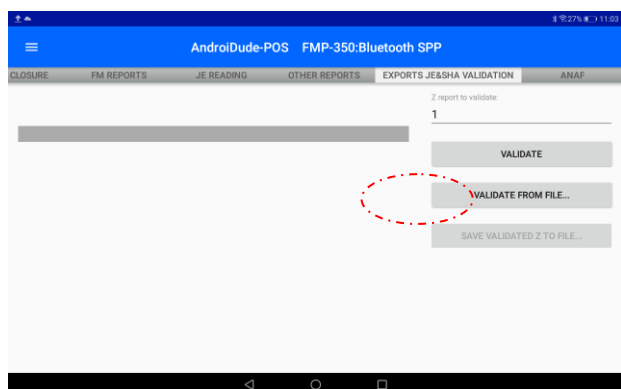 27% 11:03
AndroiDude-POS FMP-350:Bluetooth SPP
CLOSURE FM REPORTS JE READING OTHER REPORTS EXPORTS JE&SHA VALIDATION ANAF
Z report to validate:
1
VALIDATE
VALIDATE FROM FILE...
SAVE VALIDATED Z TO FILE...